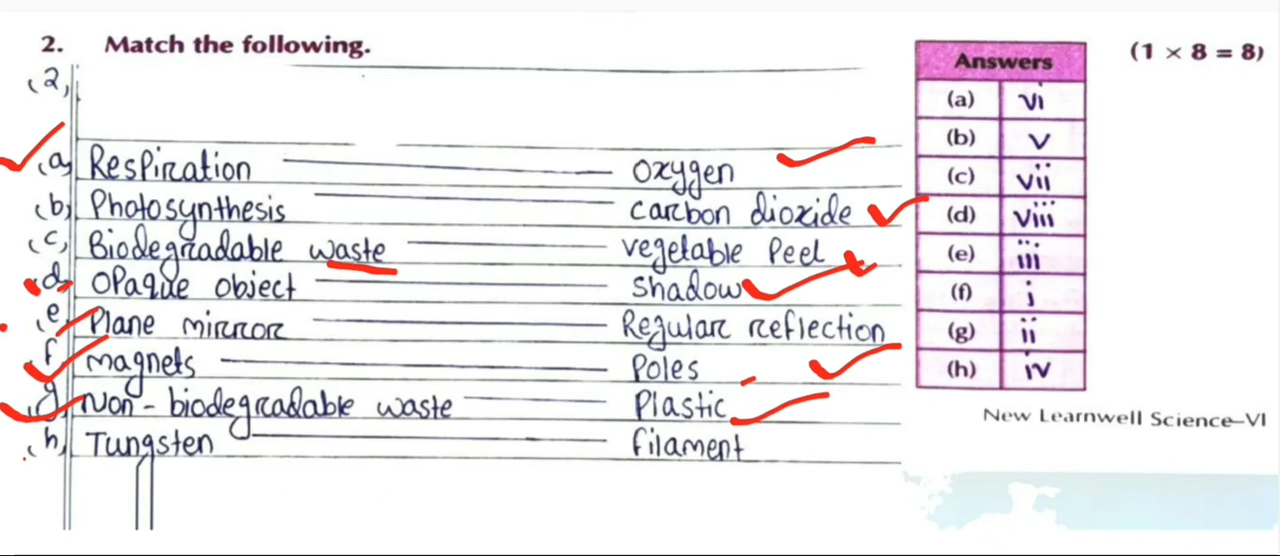 2. Match the following. (1 × 8 = 8)
(2)
(a) Respiration — Oxygen
(b) Photosynthesis — carbon dioxide
(c) Biodegradable waste — vegetable Peel
(d) OPaque object — shadow
(e) Plane mirror — Regular reflection
(f) magnets — Poles
(g) Non-biodegradable waste — Plastic
(h) Tungsten — filament
Answers
(a) vi
(b) v
(c) vii
(d) viii
(e) iii
(f) i
(g) ii
(h) iv
New Learnwell Science–VI